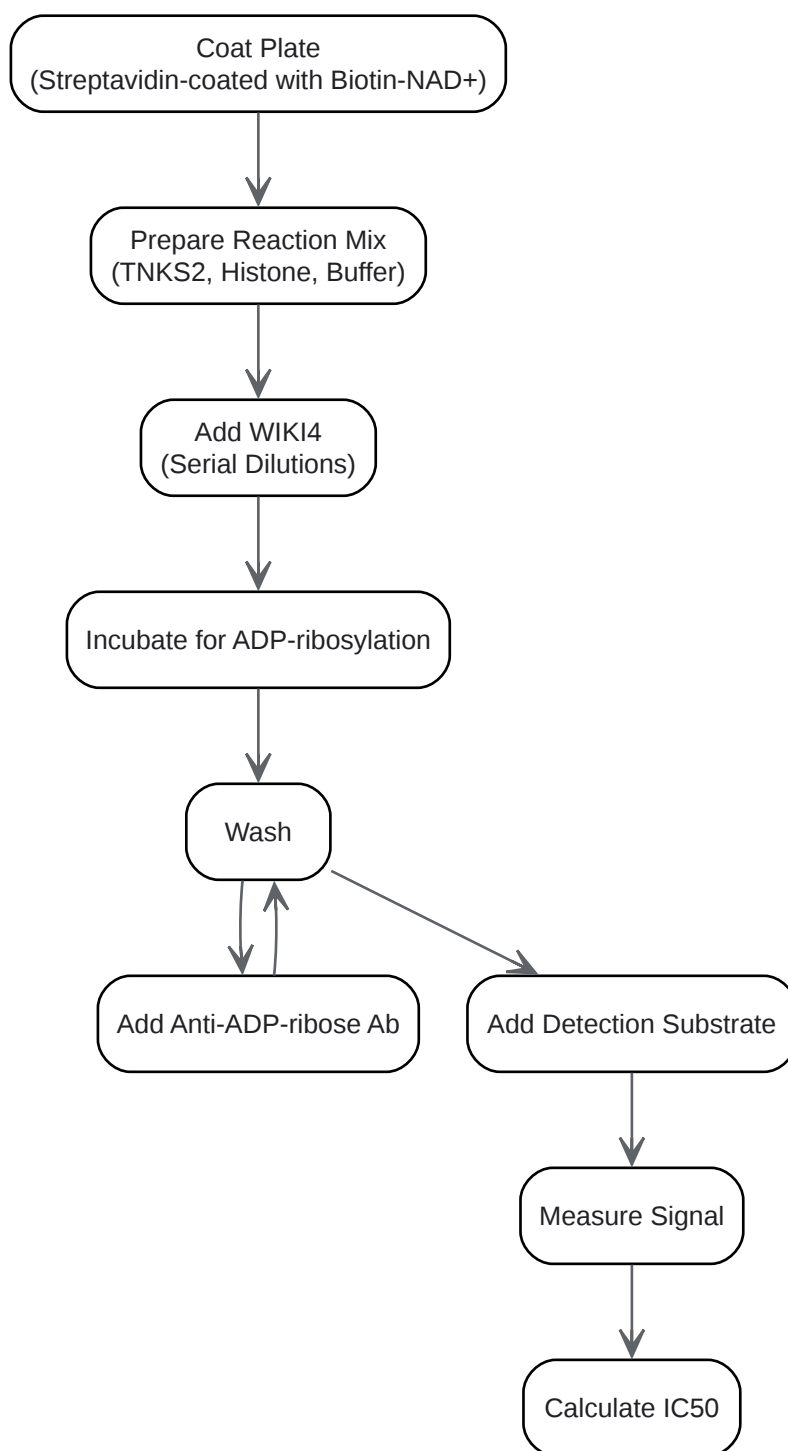 Coat Plate
(Streptavidin-coated with Biotin-NAD+)
Prepare Reaction Mix
(TNKS2, Histone, Buffer)
Add WIKI4
(Serial Dilutions)
Incubate for ADP-ribosylation
Wash
Add Anti-ADP-ribose Ab
Add Detection Substrate
Measure Signal
Calculate IC50